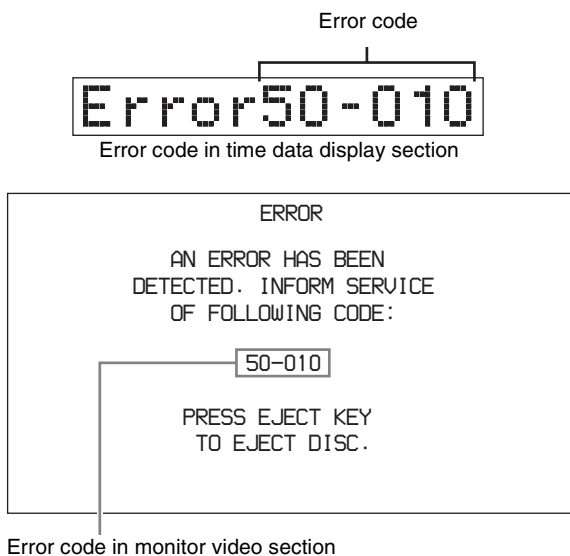 Error code
Error50-010
Error code in time data display section
ERROR
AN ERROR HAS BEEN
DETECTED. INFORM SERVICE
OF FOLLOWING CODE:
50-010
PRESS EJECT KEY
TO EJECT DISC.
Error code in monitor video section